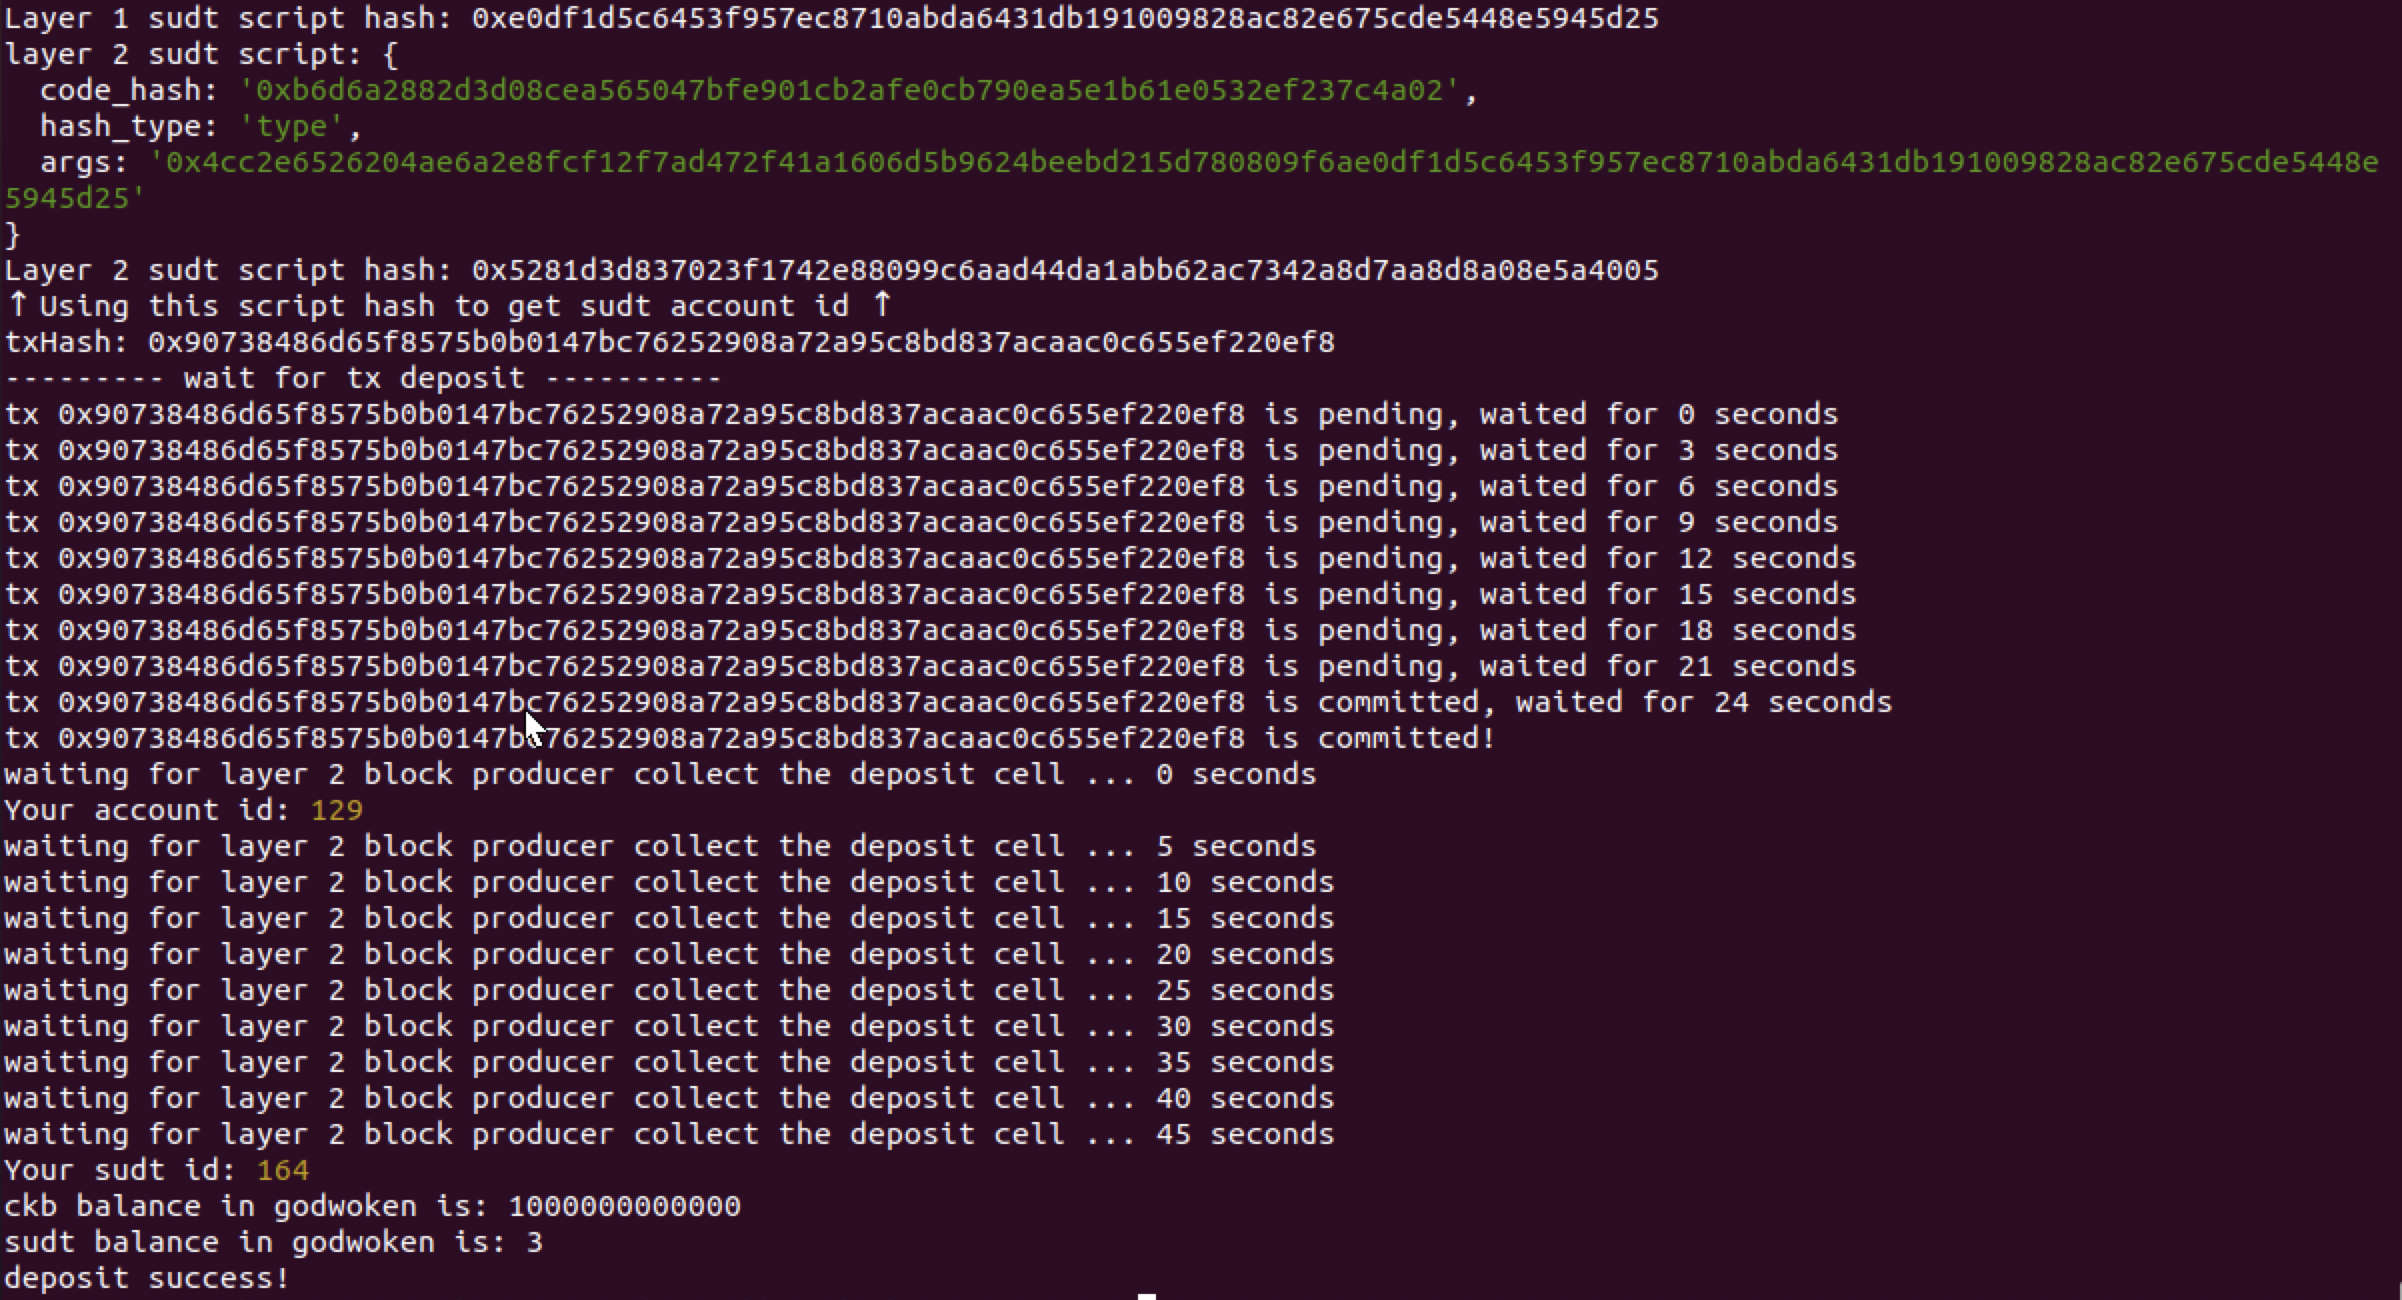 Layer 1 sudt script hash: 0xe0df1d5c6453f957ec8710abda6431db191009828ac82e675cde5448e5945d25
layer 2 sudt script: {
  code_hash: '0xb6d6a2882d3d08cea565047bfe901cb2afe0cb790ea5e1b61e0532ef237c4a02',
  hash_type: 'type',
  args: '0x4cc2e6526204ae6a2e8fcf12f7ad472f41a1606d5b9624beebd215d780809f6ae0df1d5c6453f957ec8710abda6431db191009828ac82e675cde5448e
5945d25'
}
Layer 2 sudt script hash: 0x5281d3d837023f1742e88099c6aad44da1abb62ac7342a8d7aa8d8a08e5a4005
↑Using this script hash to get sudt account id ↑
txHash: 0x90738486d65f8575b0b0147bc76252908a72a95c8bd837acaac0c655ef220ef8
--------- wait for tx deposit ----------
tx 0x90738486d65f8575b0b0147bc76252908a72a95c8bd837acaac0c655ef220ef8 is pending, waited for 0 seconds
tx 0x90738486d65f8575b0b0147bc76252908a72a95c8bd837acaac0c655ef220ef8 is pending, waited for 3 seconds
tx 0x90738486d65f8575b0b0147bc76252908a72a95c8bd837acaac0c655ef220ef8 is pending, waited for 6 seconds
tx 0x90738486d65f8575b0b0147bc76252908a72a95c8bd837acaac0c655ef220ef8 is pending, waited for 9 seconds
tx 0x90738486d65f8575b0b0147bc76252908a72a95c8bd837acaac0c655ef220ef8 is pending, waited for 12 seconds
tx 0x90738486d65f8575b0b0147bc76252908a72a95c8bd837acaac0c655ef220ef8 is pending, waited for 15 seconds
tx 0x90738486d65f8575b0b0147bc76252908a72a95c8bd837acaac0c655ef220ef8 is pending, waited for 18 seconds
tx 0x90738486d65f8575b0b0147bc76252908a72a95c8bd837acaac0c655ef220ef8 is pending, waited for 21 seconds
tx 0x90738486d65f8575b0b0147bc76252908a72a95c8bd837acaac0c655ef220ef8 is committed, waited for 24 seconds
tx 0x90738486d65f8575b0b0147bc76252908a72a95c8bd837acaac0c655ef220ef8 is committed!
waiting for layer 2 block producer collect the deposit cell ... 0 seconds
Your account id: 129
waiting for layer 2 block producer collect the deposit cell ... 5 seconds
waiting for layer 2 block producer collect the deposit cell ... 10 seconds
waiting for layer 2 block producer collect the deposit cell ... 15 seconds
waiting for layer 2 block producer collect the deposit cell ... 20 seconds
waiting for layer 2 block producer collect the deposit cell ... 25 seconds
waiting for layer 2 block producer collect the deposit cell ... 30 seconds
waiting for layer 2 block producer collect the deposit cell ... 35 seconds
waiting for layer 2 block producer collect the deposit cell ... 40 seconds
waiting for layer 2 block producer collect the deposit cell ... 45 seconds
Your sudt id: 164
ckb balance in godwoken is: 1000000000000
sudt balance in godwoken is: 3
deposit success!